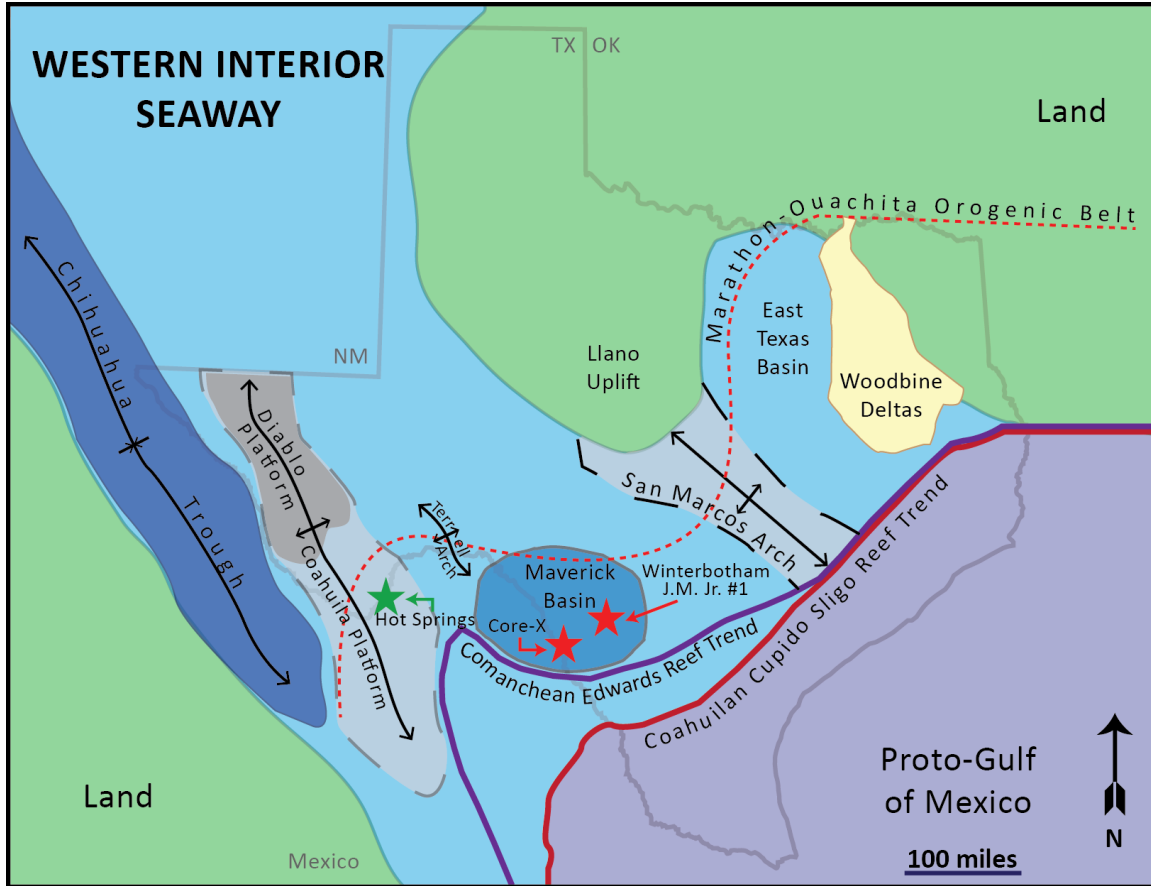 WESTERN INTERIOR
SEAWAY
TX
OK
Land
Marathon-Ouachita Orogenic Belt
Chihuahua
Trough
NM
Diablo
Platform
Coahuila Platform
Llano
Uplift
East
Texas
Basin
Woodbine
Deltas
San Marcos Arch
Terrell
Arch
Hot Springs
Maverick
Basin
Winterbotham
J.M. Jr. #1
Core-X
Comanchean Edwards Reef Trend
Coahuilan Cupido Sligo Reef Trend
Land
Mexico
Proto-Gulf
of Mexico
100 miles
N